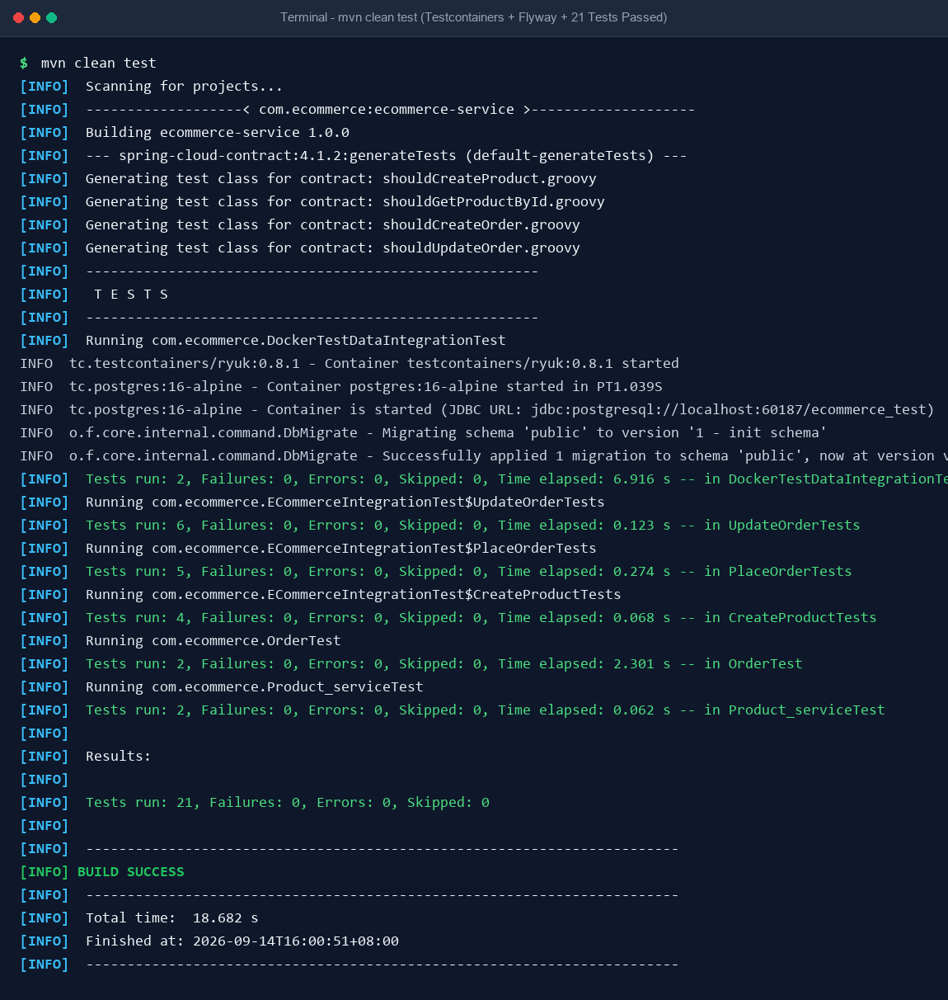 Terminal - mvn clean test (Testcontainers + Flyway + 21 Tests Passed)
$ mvn clean test
[INFO] Scanning for projects...
[INFO] -------------------< com.ecommerce:ecommerce-service >--------------------
[INFO] Building ecommerce-service 1.0.0
[INFO] --- spring-cloud-contract:4.1.2:generateTests (default-generateTests) ---
[INFO] Generating test class for contract: shouldCreateProduct.groovy
[INFO] Generating test class for contract: shouldGetProductById.groovy
[INFO] Generating test class for contract: shouldCreateOrder.groovy
[INFO] Generating test class for contract: shouldUpdateOrder.groovy
[INFO] -------------------------------------------------------
[INFO]  T E S T S
[INFO] -------------------------------------------------------
[INFO] Running com.ecommerce.DockerTestDataIntegrationTest
INFO  tc.testcontainers/ryuk:0.8.1 - Container testcontainers/ryuk:0.8.1 started
INFO  tc.postgres:16-alpine - Container postgres:16-alpine started in PT1.039S
INFO  tc.postgres:16-alpine - Container is started (JDBC URL: jdbc:postgresql://localhost:60187/ecommerce_test)
INFO  o.f.core.internal.command.DbMigrate - Migrating schema 'public' to version '1 - init schema'
INFO  o.f.core.internal.command.DbMigrate - Successfully applied 1 migration to schema 'public', now at version v
[INFO] Tests run: 2, Failures: 0, Errors: 0, Skipped: 0, Time elapsed: 6.916 s -- in DockerTestDataIntegrationTe
[INFO] Running com.ecommerce.ECommerceIntegrationTest$UpdateOrderTests
[INFO] Tests run: 6, Failures: 0, Errors: 0, Skipped: 0, Time elapsed: 0.123 s -- in UpdateOrderTests
[INFO] Running com.ecommerce.ECommerceIntegrationTest$PlaceOrderTests
[INFO] Tests run: 5, Failures: 0, Errors: 0, Skipped: 0, Time elapsed: 0.274 s -- in PlaceOrderTests
[INFO] Running com.ecommerce.ECommerceIntegrationTest$CreateProductTests
[INFO] Tests run: 4, Failures: 0, Errors: 0, Skipped: 0, Time elapsed: 0.068 s -- in CreateProductTests
[INFO] Running com.ecommerce.OrderTest
[INFO] Tests run: 2, Failures: 0, Errors: 0, Skipped: 0, Time elapsed: 2.301 s -- in OrderTest
[INFO] Running com.ecommerce.Product_serviceTest
[INFO] Tests run: 2, Failures: 0, Errors: 0, Skipped: 0, Time elapsed: 0.062 s -- in Product_serviceTest
[INFO]
[INFO] Results:
[INFO]
[INFO] Tests run: 21, Failures: 0, Errors: 0, Skipped: 0
[INFO]
[INFO] ------------------------------------------------------------------------
[INFO] BUILD SUCCESS
[INFO] ------------------------------------------------------------------------
[INFO] Total time:  18.682 s
[INFO] Finished at: 2026-09-14T16:00:51+08:00
[INFO] ------------------------------------------------------------------------